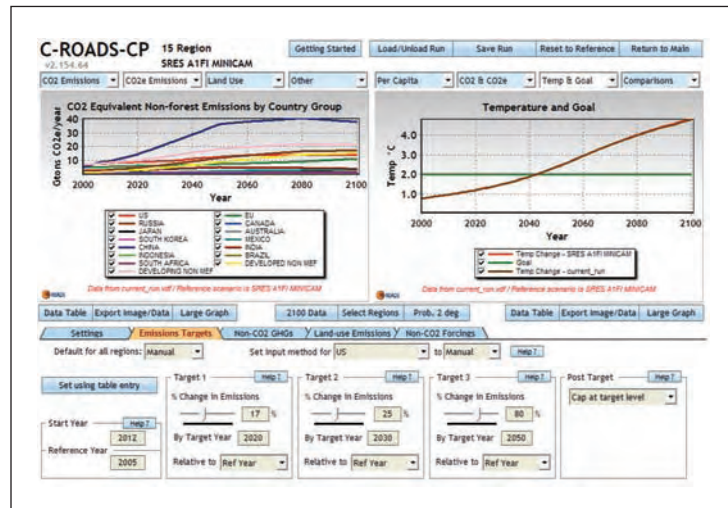 C-ROADS-CP 15 Region Getting Started Load/Unload Run Save Run Reset to Reference Return to Main
v2.154.64 SRES A1FI MINICAM
CO2 Emissions CO2e Emissions Land Use Other Per Capita CO2 & CO2e Temp & Goal Comparisons
CO2 Equivalent Non-forest Emissions by Country Group
Gtons CO2e/year
40
30
20
10
2000 2020 2040 2060 2080 2100
Year
US EU
RUSSIA CANADA
JAPAN AUSTRALIA
SOUTH KOREA MEXICO
CHINA INDIA
INDONESIA BRAZIL
SOUTH AFRICA DEVELOPED NON MEF
DEVELOPING NON MEF
Data from current_run.vdf / Reference scenario is SRES A1FI MINICAM
Temperature and Goal
Temp °C
4.0
3.0
2.0
1.0
2000 2020 2040 2060 2080 2100
Year
Temp Change - SRES A1FI MINICAM
Goal
Temp Change - current_run
Data from current_run.vdf / Reference scenario is SRES A1FI MINICAM
Data Table Export Image/Data Large Graph 2100 Data Select Regions Prob. 2 deg Data Table Export Image/Data Large Graph
Settings Emissions Targets Non-CO2 GHGs Land-use Emissions Non-CO2 Forcings
Default for all regions: Manual Set input method for US to Manual Help ?
Set using table entry
Start Year Help ?
2012
Reference Year
2005
Target 1 Help ?
% Change in Emissions
17 %
By Target Year 2020
Relative to Ref Year
Target 2 Help ?
% Change in Emissions
25 %
By Target Year 2030
Relative to Ref Year
Target 3 Help ?
% Change in Emissions
80 %
By Target Year 2050
Relative to Ref Year
Post Target Help ?
Cap at target level